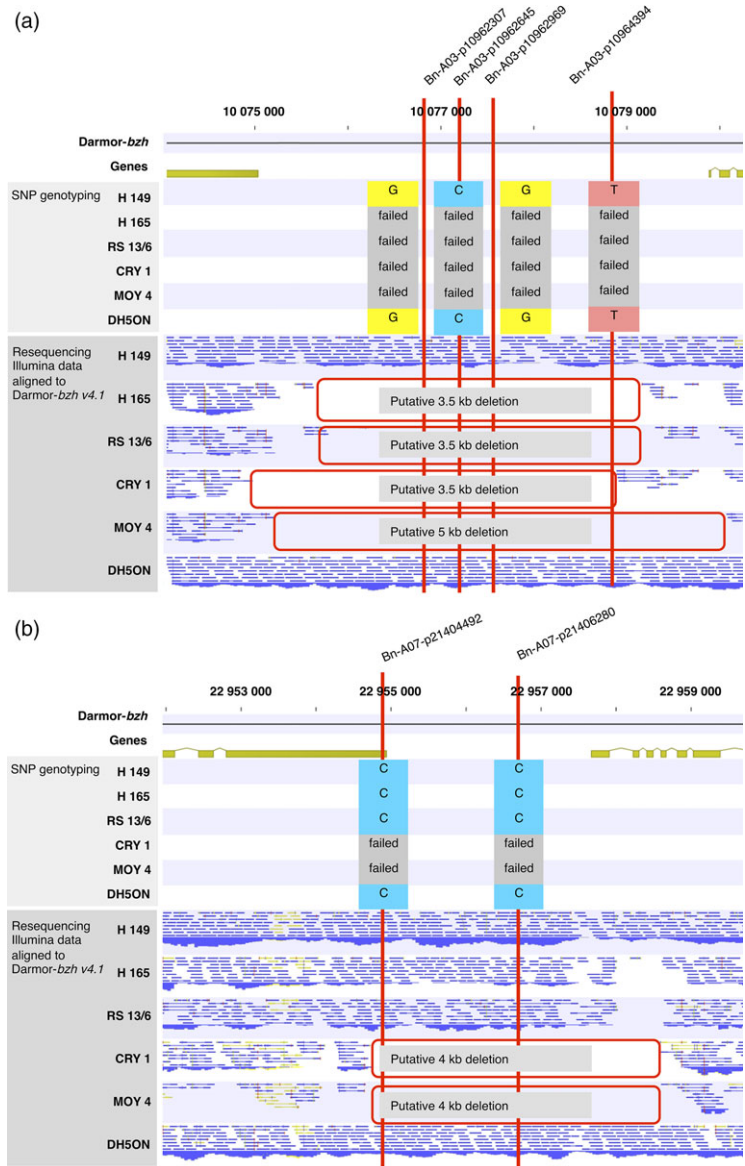 (a)
Bn-A03-p10962307
Bn-A03-p10962645
Bn-A03-p10962969
Bn-A03-p10964394
10 075 000 10 077 000 10 079 000
Darmor-bzh
Genes
SNP genotyping
H 149 G C G T
H 165 failed failed failed failed
RS 13/6 failed failed failed failed
CRY 1 failed failed failed failed
MOY 4 failed failed failed failed
DH5ON G C G T
Resequencing
Illumina data
aligned to
Darmor-bzh v4.1
H 149
H 165 Putative 3.5 kb deletion
RS 13/6 Putative 3.5 kb deletion
CRY 1 Putative 3.5 kb deletion
MOY 4 Putative 5 kb deletion
DH5ON
(b)
Bn-A07-p21404492
Bn-A07-p21406280
22 953 000 22 955 000 22 957 000 22 959 000
Darmor-bzh
Genes
SNP genotyping
H 149 C C
H 165 C C
RS 13/6 C C
CRY 1 failed failed
MOY 4 failed failed
DH5ON C C
Resequencing
Illumina data
aligned to
Darmor-bzh v4.1
H 149
H 165
RS 13/6
CRY 1 Putative 4 kb deletion
MOY 4 Putative 4 kb deletion
DH5ON